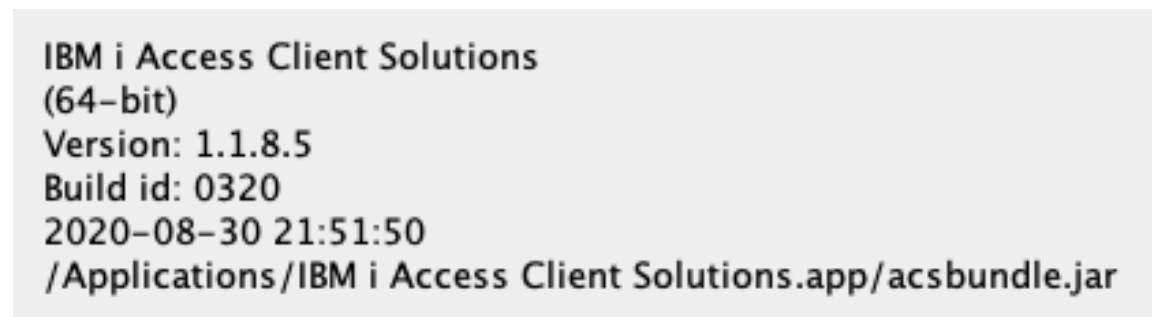 IBM i Access Client Solutions
(64-bit)
Version: 1.1.8.5
Build id: 0320
2020-08-30 21:51:50
/Applications/IBM i Access Client Solutions.app/acsbundle.jar